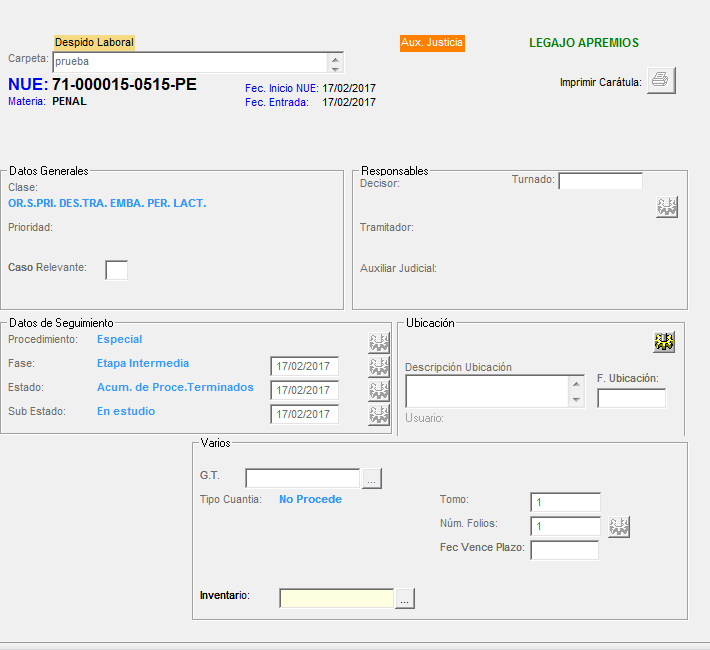 Despido Laboral
Aux. Justicia
LEGAJO APREMIOS
Carpeta: prueba
NUE: 71-000015-0515-PE
Fec. Inicio NUE: 17/02/2017
Imprimir Carátula:
Materia: PENAL
Fec. Entrada: 17/02/2017
Datos Generales
Clase:
OR.S.PRI. DES.TRA. EMBA. PER. LACT.
Prioridad:
Caso Relevante:
Responsables
Decisor:
Turnado:
Tramitador:
Auxiliar Judicial:
Datos de Seguimiento
Procedimiento: Especial
Fase: Etapa Intermedia 17/02/2017
Estado: Acum. de Proce.Terminados 17/02/2017
Sub Estado: En estudio 17/02/2017
Ubicación
Descripción Ubicación
F. Ubicación:
Usuario:
Varios
G.T. ...
Tipo Cuantia: No Procede
Tomo: 1
Núm. Folios: 1
Fec Vence Plazo:
Inventario: ...